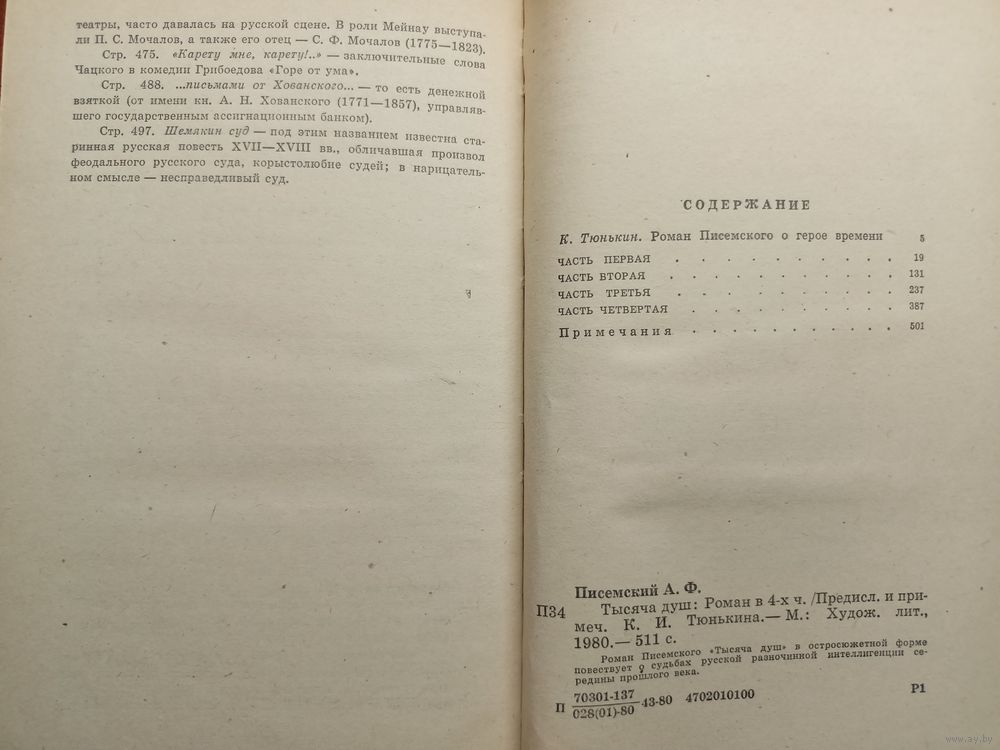 театры, часто давалась на русской сцене. В роли Мейнау выступа-
ли П. С. Мочалов, а также его отец — С. Ф. Мочалов (1775—1823).
Стр. 475. «Карету мне, карету!..» — заключительные слова
Чацкого в комедии Грибоедова «Горе от ума».
Стр. 488. ...письмами от Хованского... — то есть денежной
взяткой (от имени кн. А. Н. Хованского (1771—1857), управляв-
шего государственным ассигнационным банком).
Стр. 497. Шемякин суд — под этим названием известна ста-
ринная русская повесть XVII—XVIII вв., обличавшая произвол
феодального русского суда, корыстолюбие судей; в нарицатель-
ном смысле — несправедливый суд.
СОДЕРЖАНИЕ
К. Тюнькин. Роман Писемского о герое времени 5
ЧАСТЬ ПЕРВАЯ . . . . . . . . . . 19
ЧАСТЬ ВТОРАЯ . . . . . . . . . . 131
ЧАСТЬ ТРЕТЬЯ . . . . . . . . . . 237
ЧАСТЬ ЧЕТВЕРТАЯ . . . . . . . . . 387
Примечания . . . . . . . . . 501
Писемский А. Ф.
П34 Тысяча душ: Роман в 4-х ч. /Предисл. и при-
меч. К. И. Тюнькина.— М.: Худож. лит.,
1980.— 511 с.
Роман Писемского «Тысяча душ» в остросюжетной форме
повествует о судьбах русской разночинной интеллигенции се-
редины прошлого века.
П 70301-137
028(01)-80 43-80 4702010100 Р1
www.ay.by